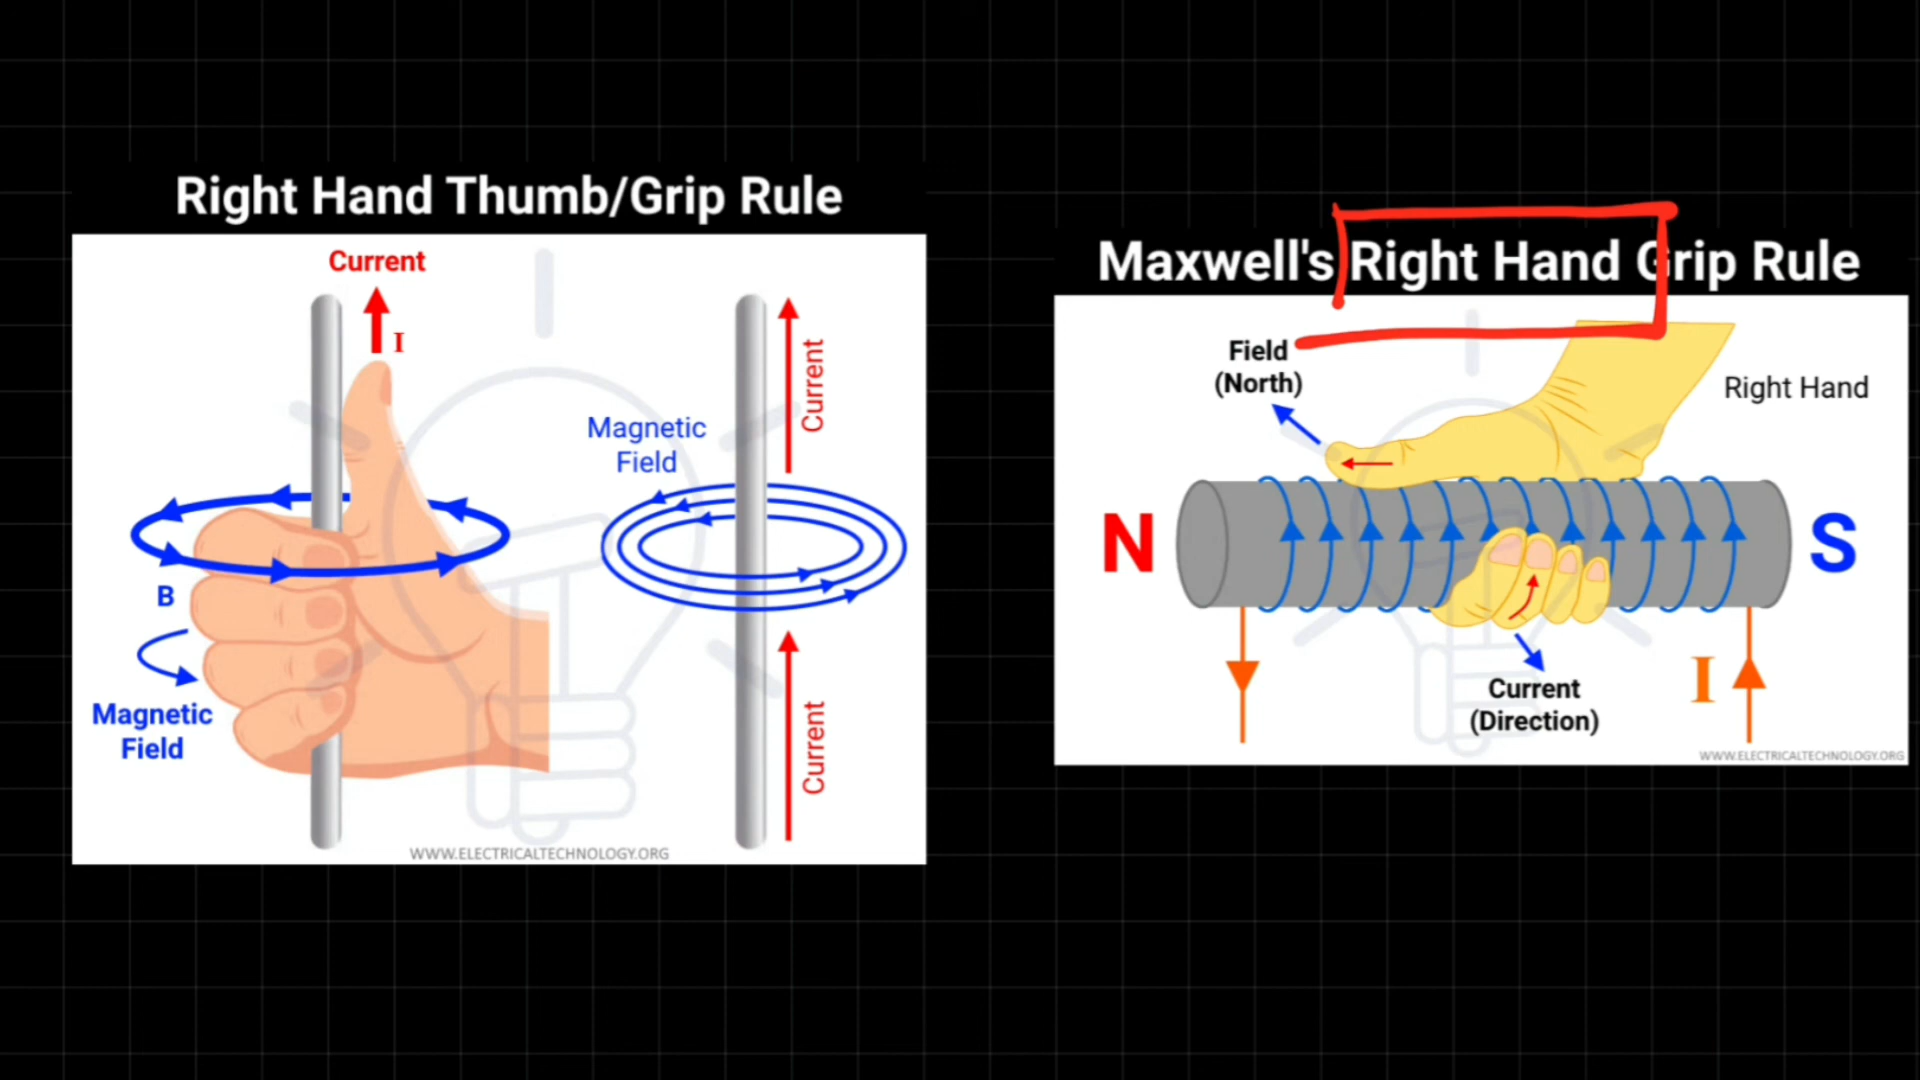 Right Hand Thumb/Grip Rule
Current
I
Magnetic
Field
Current
Current
B
Magnetic
Field
WWW.ELECTRICALTECHNOLOGY.ORG
Maxwell's Right Hand Grip Rule
Field
(North)
Right Hand
N
S
I
Current
(Direction)
WWW.ELECTRICALTECHNOLOGY.ORG